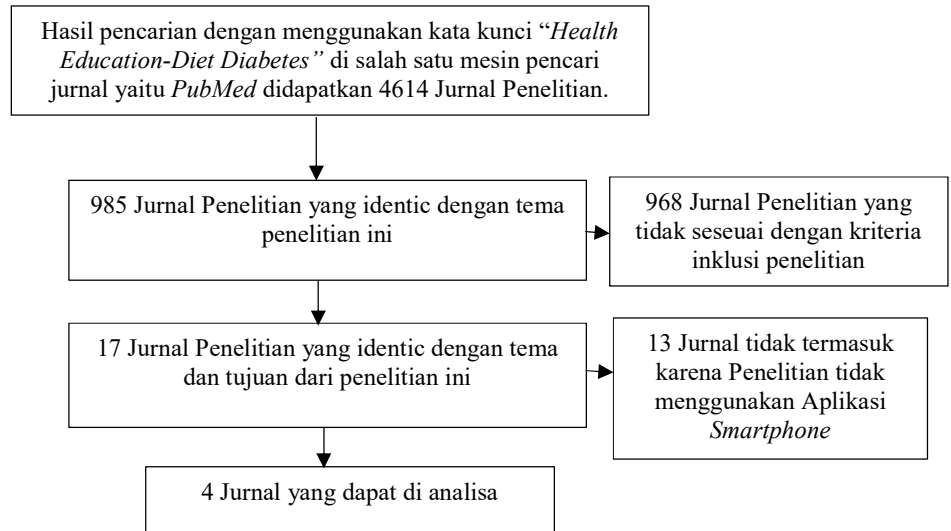 Hasil pencarian dengan menggunakan kata kunci “Health
Education-Diet Diabetes” di salah satu mesin pencari
jurnal yaitu PubMed didapatkan 4614 Jurnal Penelitian.
985 Jurnal Penelitian yang identic dengan tema
penelitian ini
968 Jurnal Penelitian yang
tidak seseuai dengan kriteria
inklusi penelitian
17 Jurnal Penelitian yang identic dengan tema
dan tujuan dari penelitian ini
13 Jurnal tidak termasuk
karena Penelitian tidak
menggunakan Aplikasi
Smartphone
4 Jurnal yang dapat di analisa